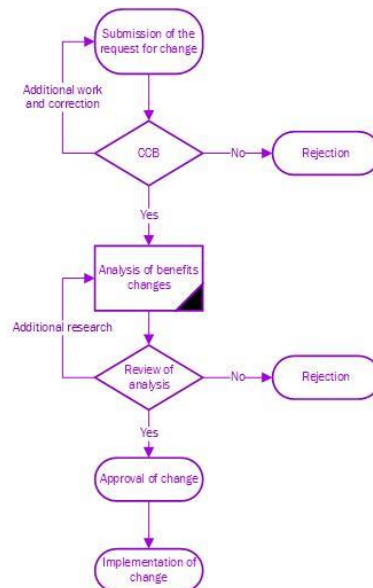 Submission of the
request for change
Additional work
and correction
CCB
No
Rejection
Yes
Analysis of benefits
changes
Additional research
Review of
analysis
No
Rejection
Yes
Approval of change
Implementation of
change